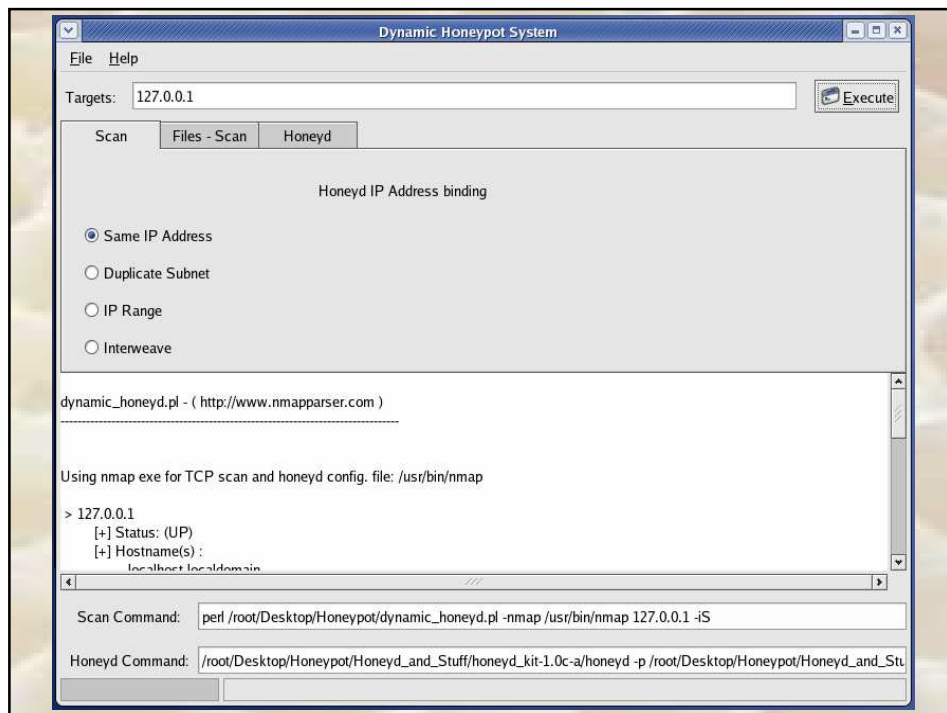 Dynamic Honeypot System
File Help
Targets: 127.0.0.1 Execute
Scan Files - Scan Honeyd
Honeyd IP Address binding
Same IP Address
Duplicate Subnet
IP Range
Interweave
dynamic_honeyd.pl - ( http://www.nmapparser.com )
--------------------------------------------------------------------------------
Using nmap exe for TCP scan and honeyd config. file: /usr/bin/nmap
> 127.0.0.1
[+] Status: (UP)
[+] Hostname(s) :
localhost.localdomain
Scan Command: perl /root/Desktop/Honeypot/dynamic_honeyd.pl -nmap /usr/bin/nmap 127.0.0.1 -iS
Honeyd Command: /root/Desktop/Honeypot/Honeyd_and_Stuff/honeyd_kit-1.0c-a/honeyd -p /root/Desktop/Honeypot/Honeyd_and_Stu